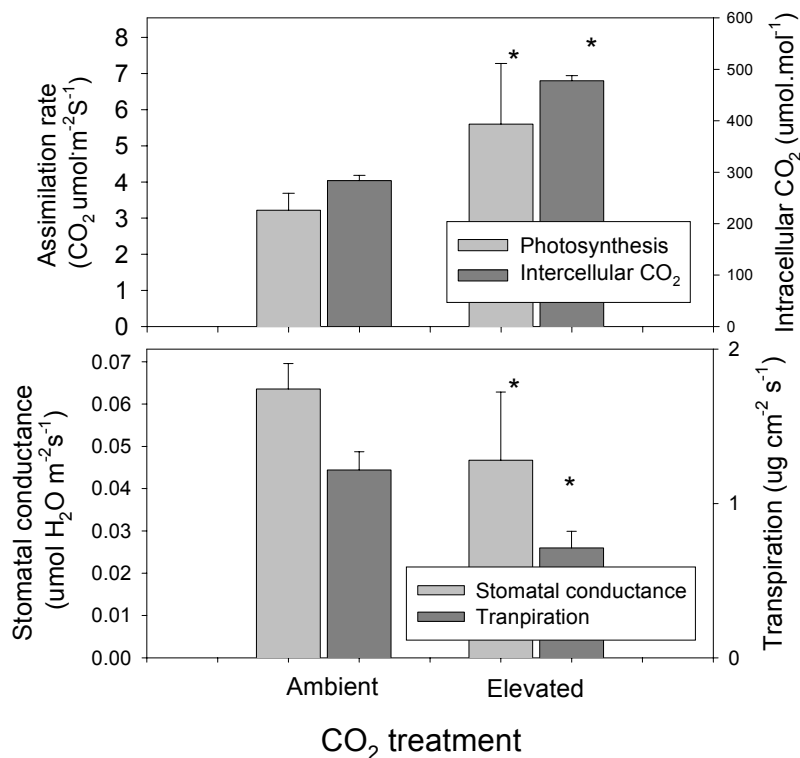 Assimilation rate
(CO₂ umol·m⁻²S⁻¹)
8
7
6
5
4
3
2
1
0
*
*
600
500
400
300
200
100
0
Intracellular CO₂ (umol.mol⁻¹)
Photosynthesis
Intercellular CO₂
Stomatal conductance
(umol H₂O m⁻²s⁻¹)
0.07
0.06
0.05
0.04
0.03
0.02
0.01
0.00
*
*
2
1
0
Transpiration (ug cm⁻² s⁻¹)
Stomatal conductance
Tranpiration
Ambient Elevated
CO₂ treatment